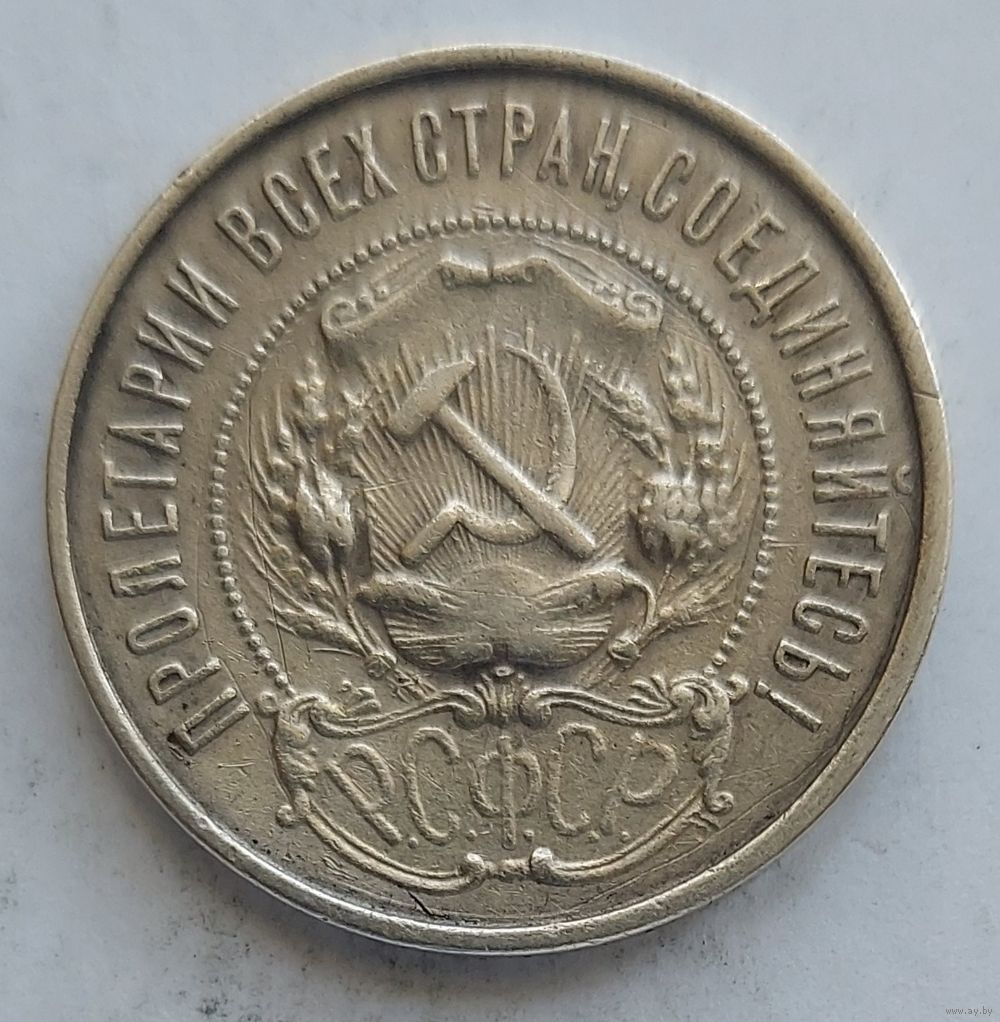 ПРОЛЕТАРИИ ВСЕХ СТРАН, СОЕДИНЯЙТЕСЬ!
Р.С.Ф.С.Р.
www.ay.by